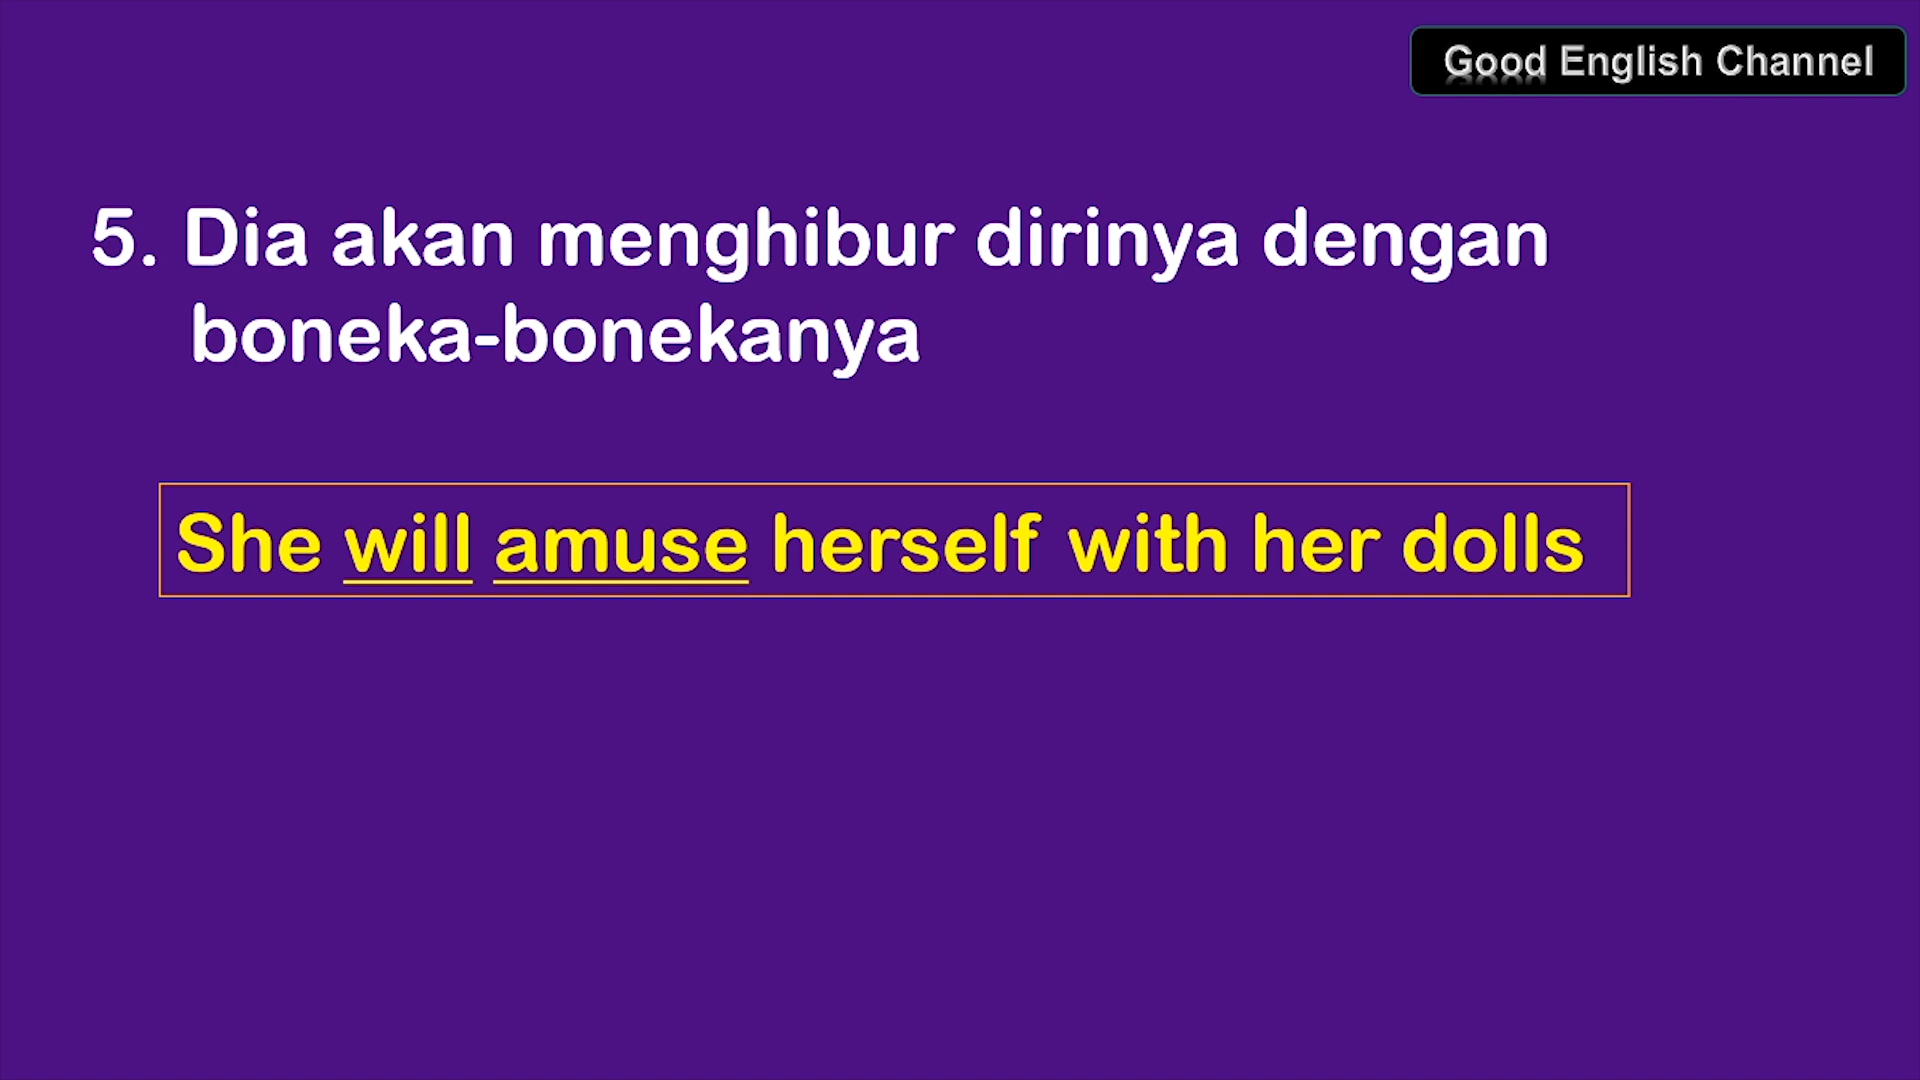 Good English Channel
5. Dia akan menghibur dirinya dengan
boneka-bonekanya
She will amuse herself with her dolls